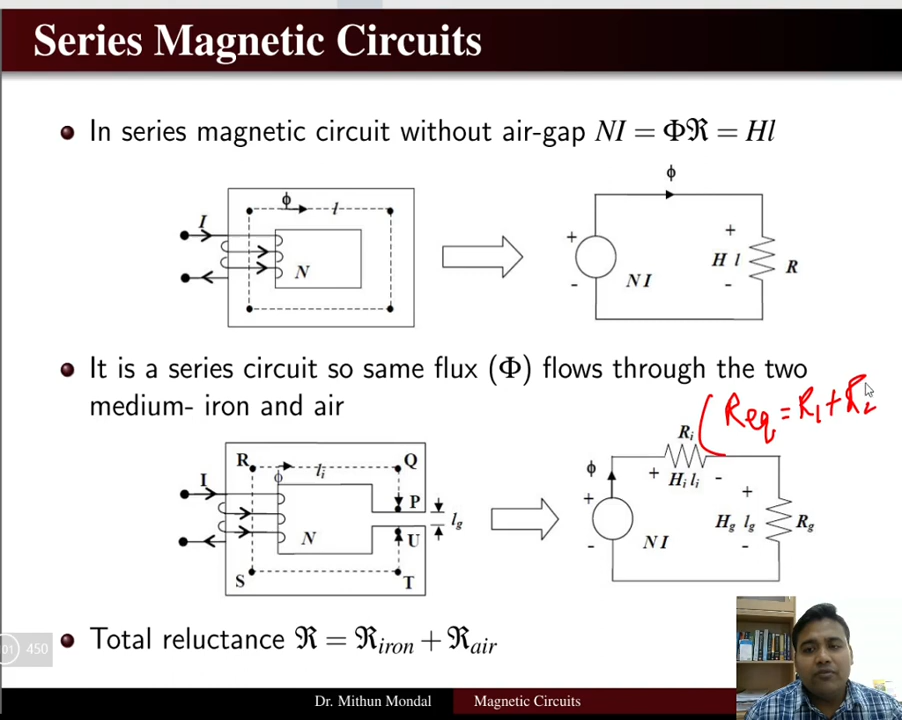 Series Magnetic Circuits
In series magnetic circuit without air-gap NI = Φℜ = Hl
ϕ
ϕ
l
I
N
+
-
NI
+
H l
-
R
It is a series circuit so same flux (Φ) flows through the two
medium- iron and air
Req = R1 + R2
R
ϕ
li
Q
I
P
lg
N
U
S
T
ϕ
+
-
NI
Ri
+ Hi li -
+
Hg lg
-
Rg
Total reluctance ℜ = ℜiron + ℜair
01 450
Dr. Mithun Mondal
Magnetic Circuits